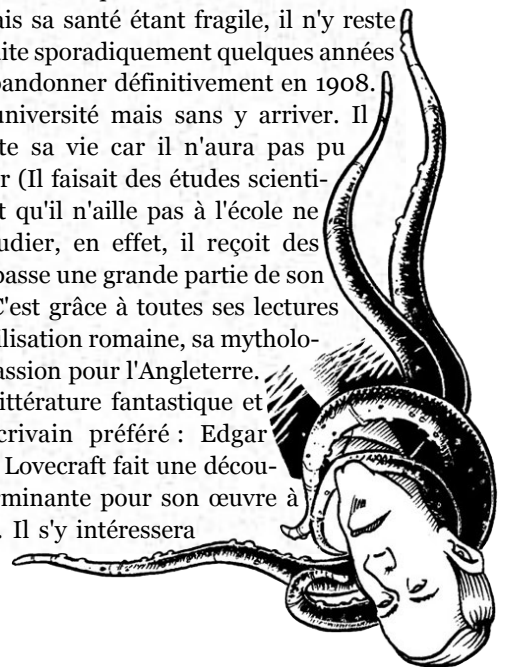 ais sa santé étant fragile, il n'y reste
ite sporadiquement quelques années
bandonner définitivement en 1908.
université mais sans y arriver. Il
te sa vie car il n'aura pas pu
r (Il faisait des études scienti-
t qu'il n'aille pas à l'école ne
udier, en effet, il reçoit des
passe une grande partie de son
C'est grâce à toutes ses lectures
ilisation romaine, sa mytholo-
assion pour l'Angleterre.
ittérature fantastique et
crivain préféré : Edgar
Lovecraft fait une décou-
rminante pour son œuvre à
. Il s'y intéressera